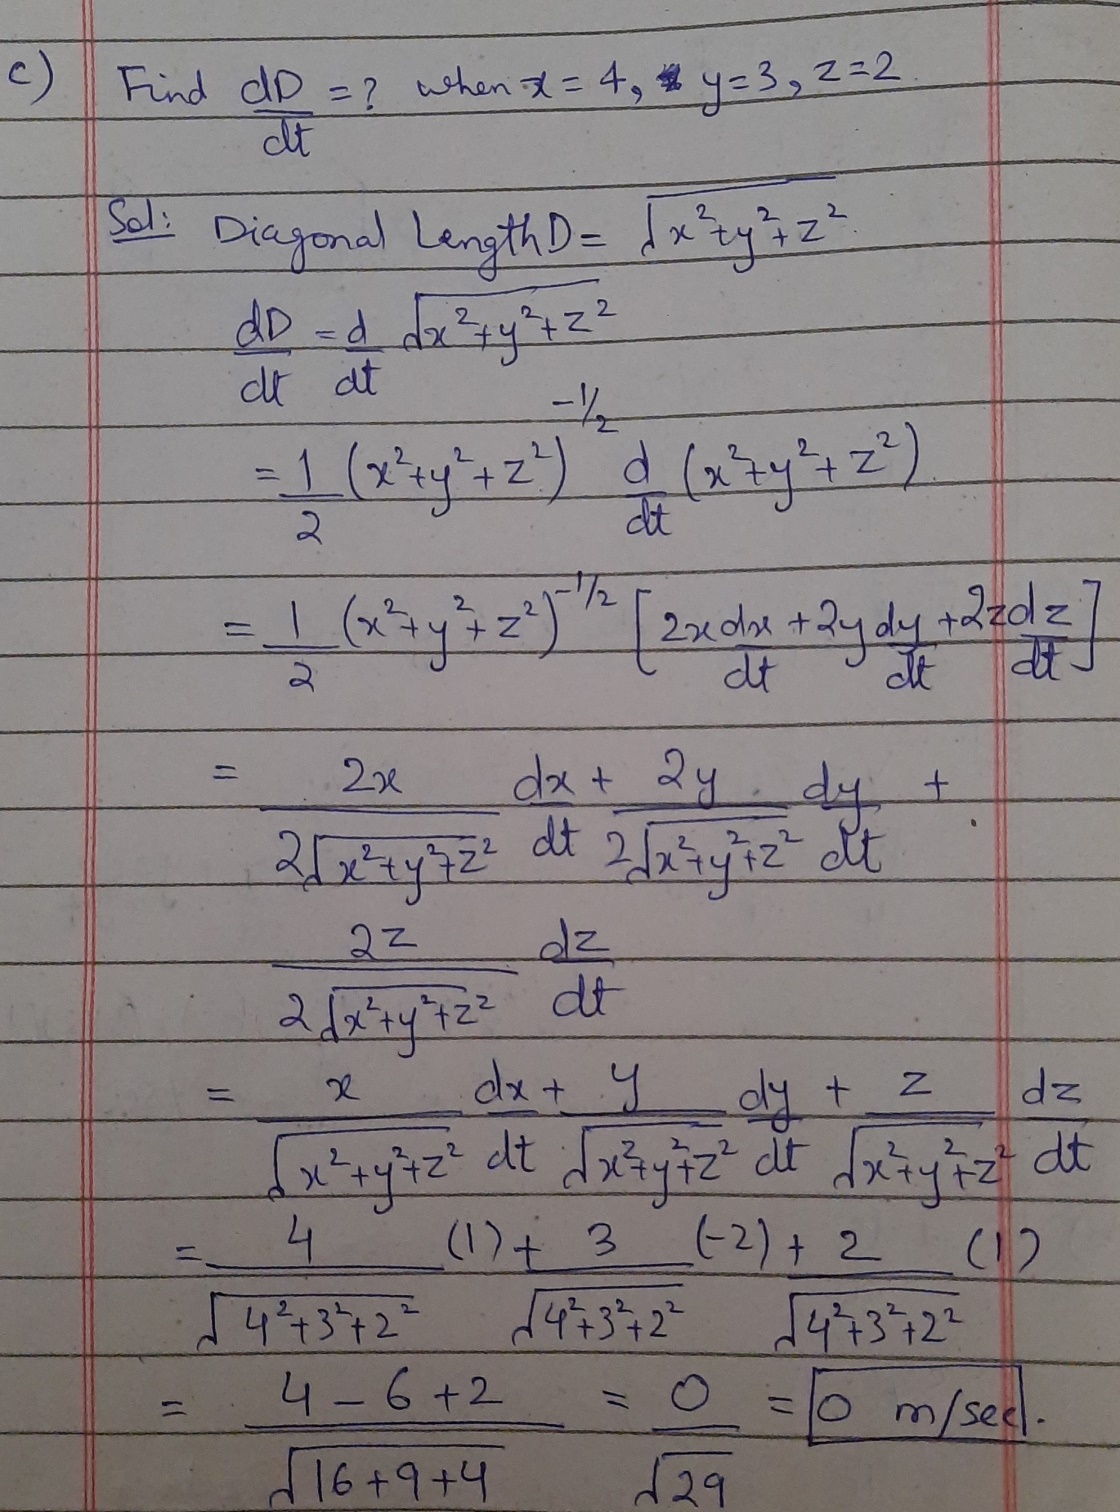 c) Find dD/dt = ? when x = 4, y = 3, z = 2
Sol: Diagonal Length D = √(x²+y²+z²)
dD/dt = d/dt √(x²+y²+z²)
= 1/2 (x²+y²+z²)^(-1/2) d/dt (x²+y²+z²)
= 1/2 (x²+y²+z²)^(-1/2) [2x dx/dt + 2y dy/dt + 2z dz/dt]
= 2x/(2√(x²+y²+z²)) dx/dt + 2y/(2√(x²+y²+z²)) dy/dt +
2z/(2√(x²+y²+z²)) dz/dt
= x/√(x²+y²+z²) dx/dt + y/√(x²+y²+z²) dy/dt + z/√(x²+y²+z²) dz/dt
= 4/√(4²+3²+2²) (1) + 3/√(4²+3²+2²) (-2) + 2/√(4²+3²+2²) (1)
= (4 - 6 + 2)/√(16+9+4) = 0/√29 = 0 m/sec.